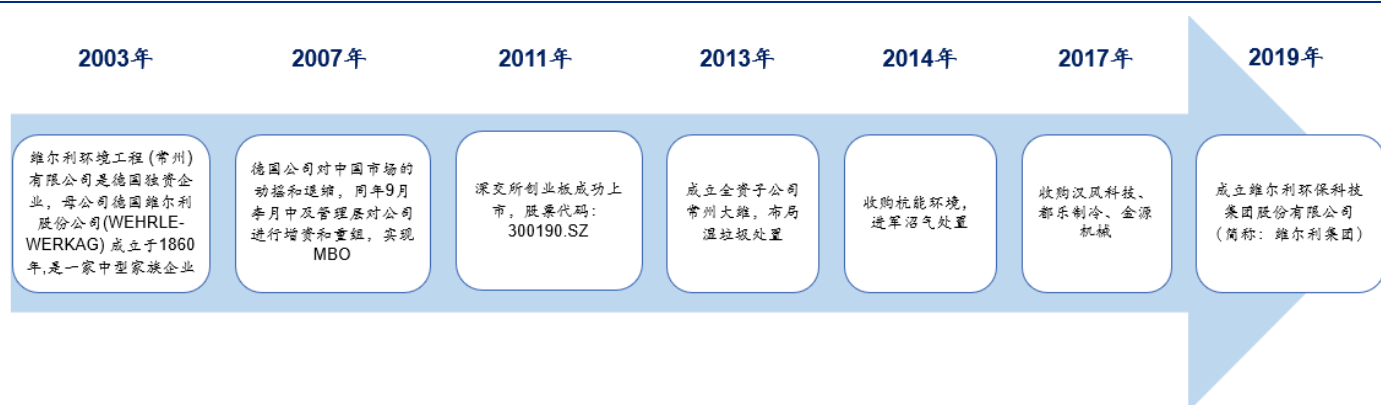 2003年
2007年
2011年
2013年
2014年
2017年
2019年
维尔利环境工程 (常州)
有限公司是德国独资企
业，母公司德国维尔利
股份公司(WEHRLE-
WERKAG) 成立于1860
年,是一家中型家族企业
德国公司对中国市场的
动摇和退缩，同年9月
李月中及管理层对公司
进行增资和重组，实现
MBO
深交所创业板成功上
市，股票代码：
300190.SZ
成立全资子公司
常州大维，布局
湿垃圾处置
收购杭能环境，
进军沼气处置
收购汉风科技、
都乐制冷、金源
机械
成立维尔利环保科技
集团股份有限公司
（简称：维尔利集团）